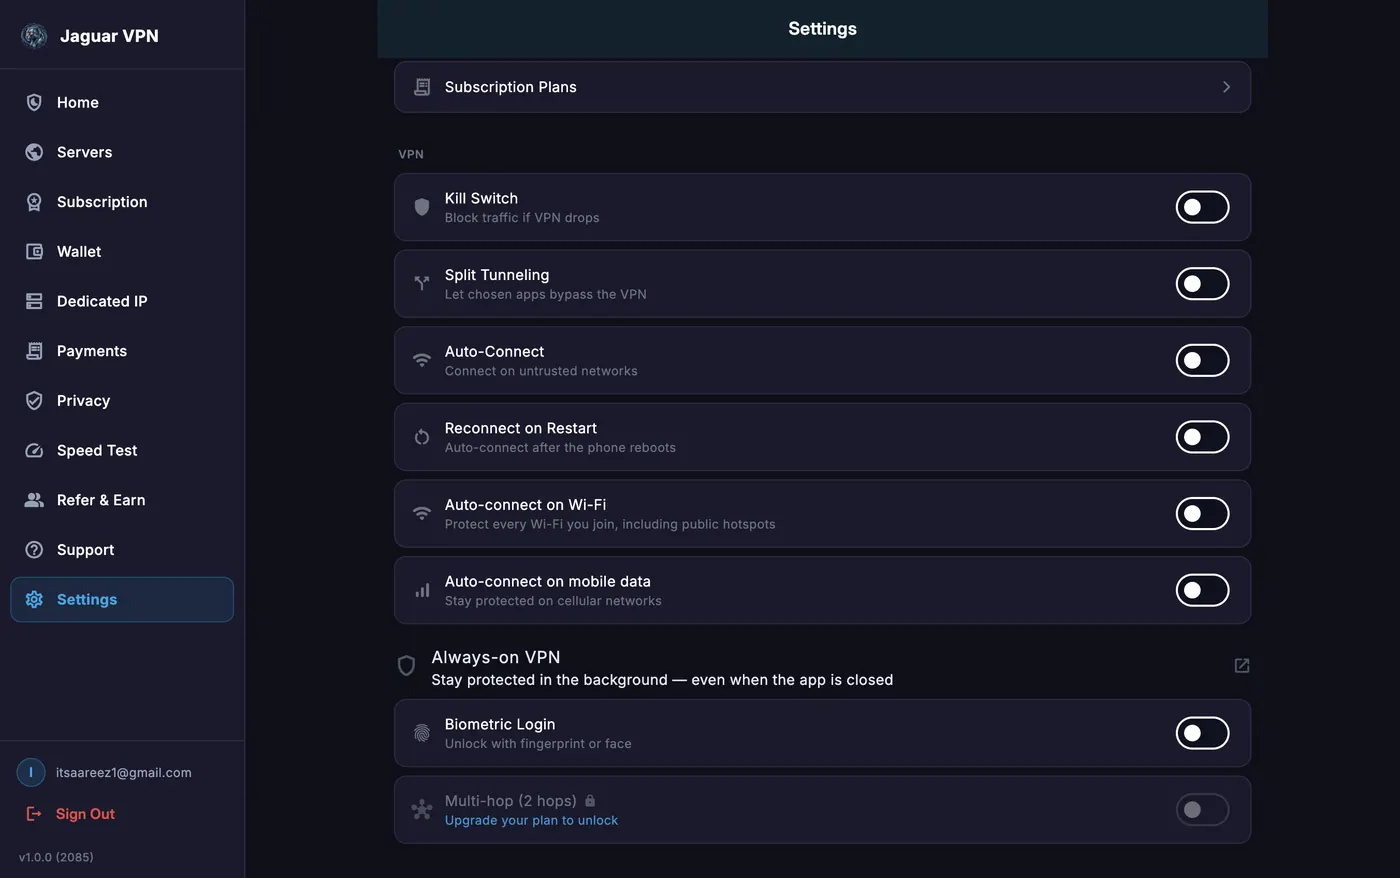 Jaguar VPN
Home
Servers
Subscription
Wallet
Dedicated IP
Payments
Privacy
Speed Test
Refer & Earn
Support
Settings
I
itsaareez1@gmail.com
Sign Out
v1.0.0 (2085)
Settings
Subscription Plans
VPN
Kill Switch
Block traffic if VPN drops
Split Tunneling
Let chosen apps bypass the VPN
Auto-Connect
Connect on untrusted networks
Reconnect on Restart
Auto-connect after the phone reboots
Auto-connect on Wi-Fi
Protect every Wi-Fi you join, including public hotspots
Auto-connect on mobile data
Stay protected on cellular networks
Always-on VPN
Stay protected in the background — even when the app is closed
Biometric Login
Unlock with fingerprint or face
Multi-hop (2 hops)
Upgrade your plan to unlock